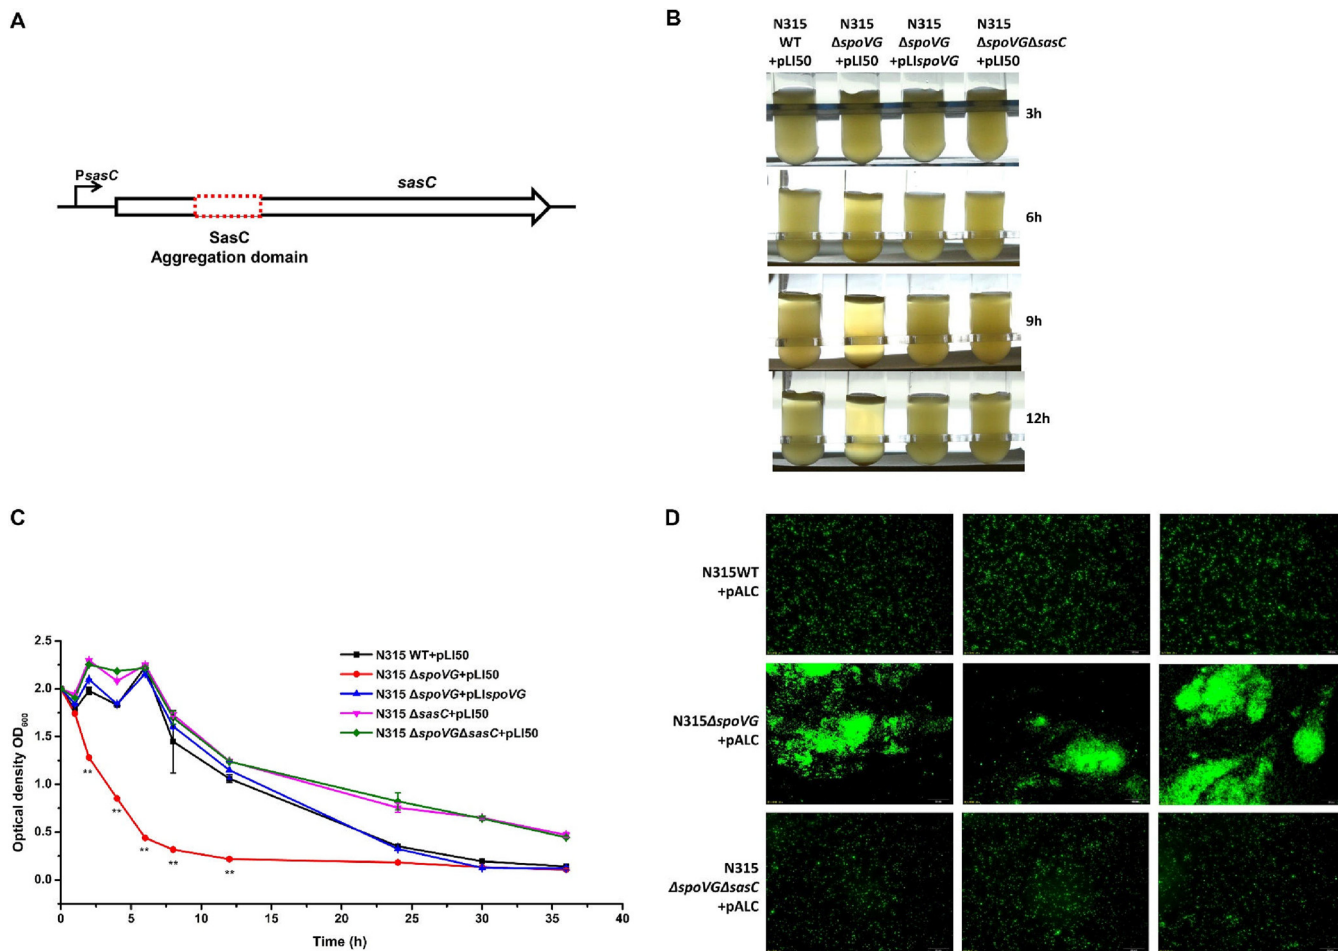 A
PsasC
sasC
SasC
Aggregation domain
B
N315 WT +pLI50
N315 ΔspoVG +pLI50
N315 ΔspoVG +pLIspoVG
N315 ΔspoVGΔsasC +pLI50
3h
6h
9h
12h
C
Optical density OD600
2.5
2.0
1.5
1.0
0.5
0.0
N315 WT+pLI50
N315 ΔspoVG+pLI50
N315 ΔspoVG+pLIspoVG
N315 ΔsasC+pLI50
N315 ΔspoVGΔsasC+pLI50
**
**
**
**
**
0 5 10 15 20 25 30 35 40
Time (h)
D
N315WT
+pALC
N315ΔspoVG
+pALC
N315
ΔspoVGΔsasC
+pALC